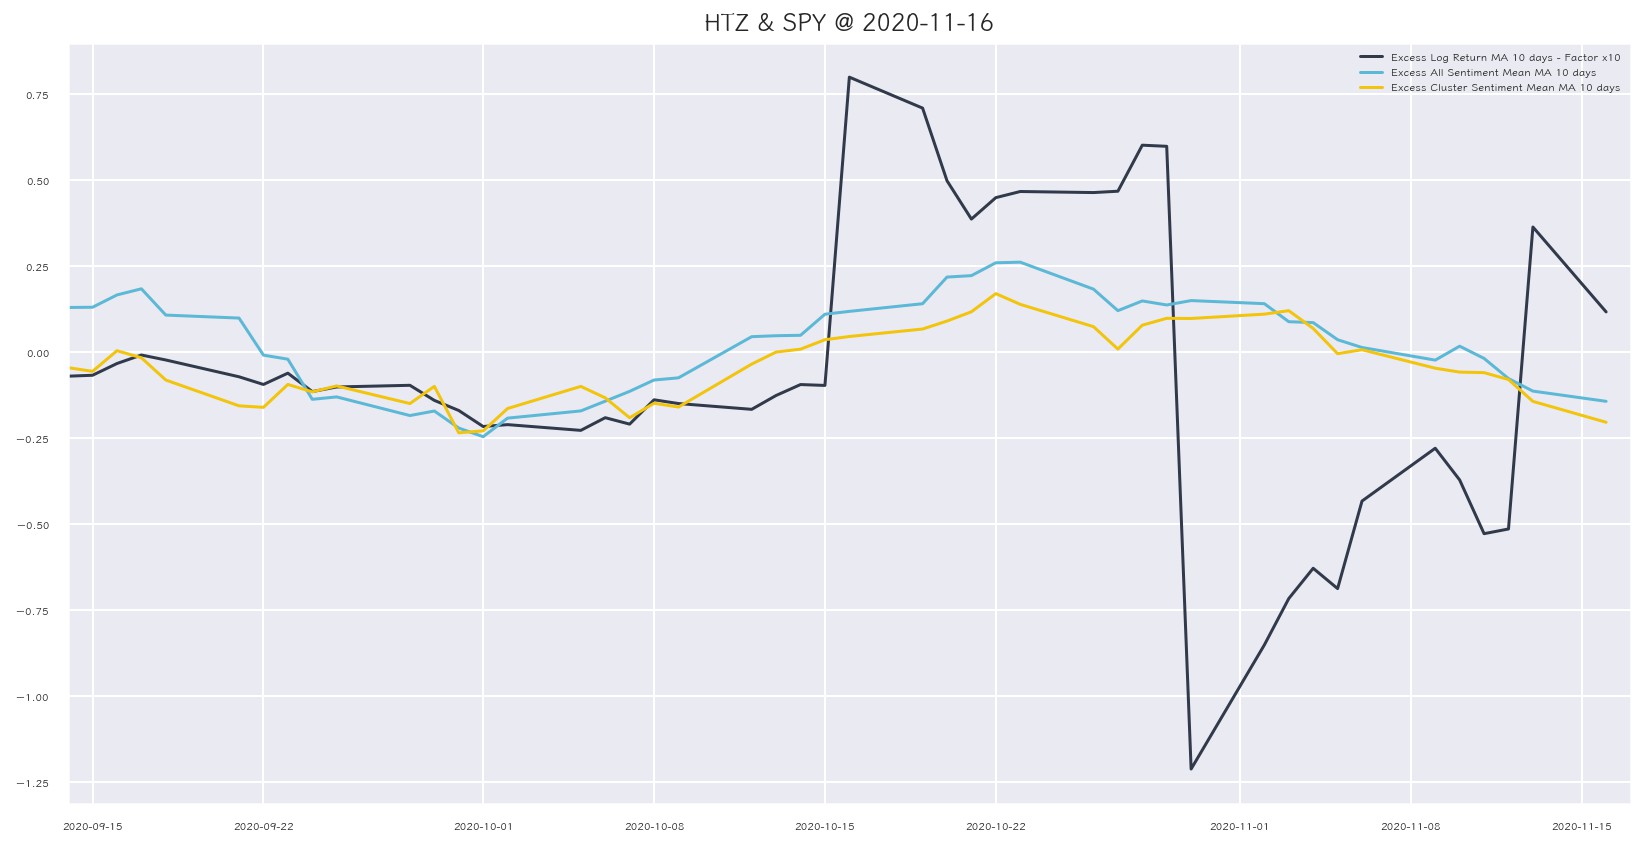 HTZ & SPY @ 2020-11-16
Excess Log Return MA 10 days - Factor x10
Excess All Sentiment Mean MA 10 days
Excess Cluster Sentiment Mean MA 10 days
0.75
0.50
0.25
0.00
−0.25
−0.50
−0.75
−1.00
−1.25
2020-09-15 2020-09-22 2020-10-01 2020-10-08 2020-10-15 2020-10-22 2020-11-01 2020-11-08 2020-11-15